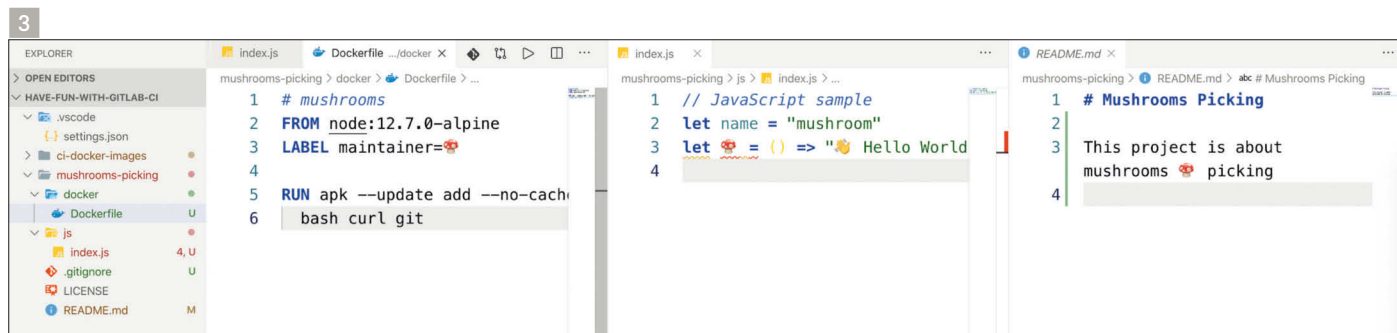 3
EXPLORER
> OPEN EDITORS
HAVE-FUN-WITH-GITLAB-CI
.vscode
{..} settings.json
> ci-docker-images
mushrooms-picking
docker
Dockerfile U
js
index.js 4, U
.gitignore U
LICENSE
README.md M
index.js Dockerfile .../docker × ...
mushrooms-picking > docker > Dockerfile > ...
1 # mushrooms
2 FROM node:12.7.0-alpine
3 LABEL maintainer=🍄
4
5 RUN apk --update add --no-cach
6 bash curl git
index.js × ...
mushrooms-picking > js > index.js > ...
1 // JavaScript sample
2 let name = "mushroom"
3 let 🍄 = () => "👋 Hello World
4
README.md × ...
mushrooms-picking > README.md > abc # Mushrooms Picking
1 # Mushrooms Picking
2
3 This project is about
mushrooms 🍄 picking
4